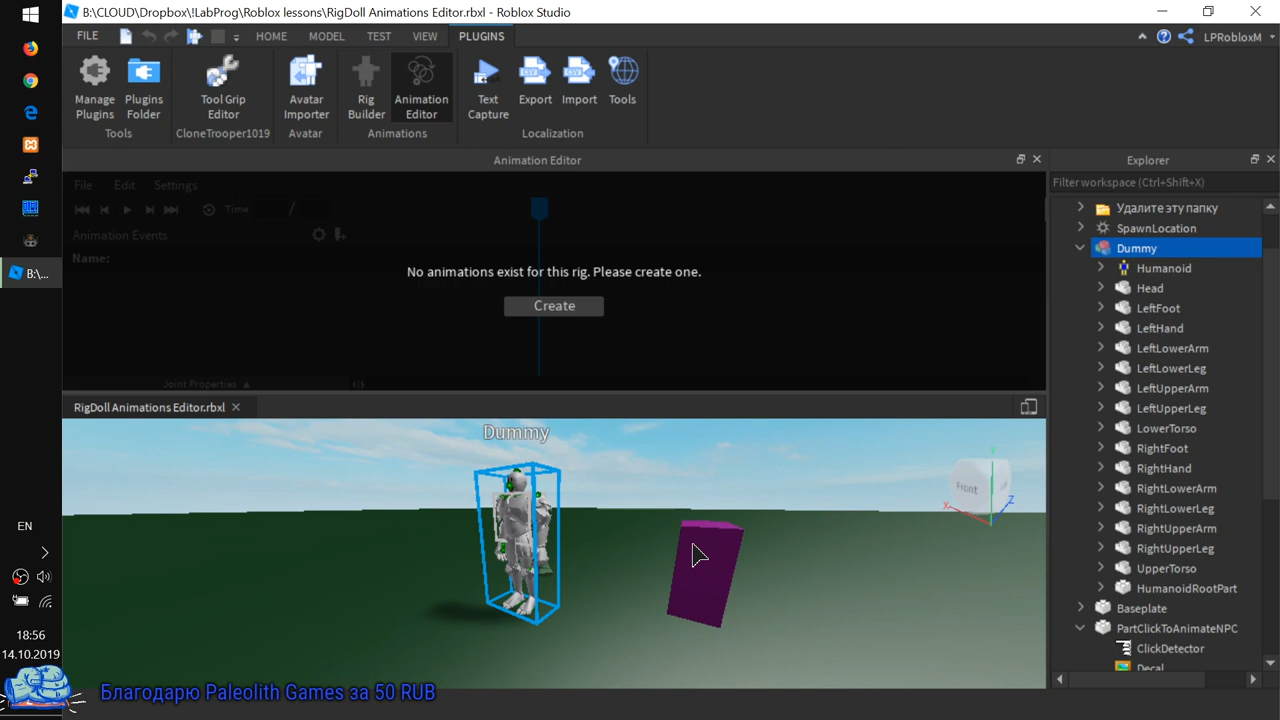 B:\CLOUD\Dropbox\!LabProg\Roblox lessons\RigDoll Animations Editor.rbxl - Roblox Studio
FILE HOME MODEL TEST VIEW PLUGINS LPRobloxM
Manage Plugins
Plugins Folder
Tool Grip Editor
Avatar Importer
Rig Builder
Animation Editor
Text Capture
Export
Import
Tools
Tools CloneTrooper1019 Avatar Animations Localization
Animation Editor
File Edit Settings
Time /
Animation Events
Name:
No animations exist for this rig. Please create one.
Create
Joint Properties
RigDoll Animations Editor.rbxl
Dummy
Front
X
Z
Explorer
Filter workspace (Ctrl+Shift+X)
Удалите эту папку
SpawnLocation
Dummy
Humanoid
Head
LeftFoot
LeftHand
LeftLowerArm
LeftLowerLeg
LeftUpperArm
LeftUpperLeg
LowerTorso
RightFoot
RightHand
RightLowerArm
RightLowerLeg
RightUpperArm
RightUpperLeg
UpperTorso
HumanoidRootPart
Baseplate
PartClickToAnimateNPC
ClickDetector
Decal
B:\...
EN
18:56
14.10.2019
Благодарю Paleolith Games за 50 RUB